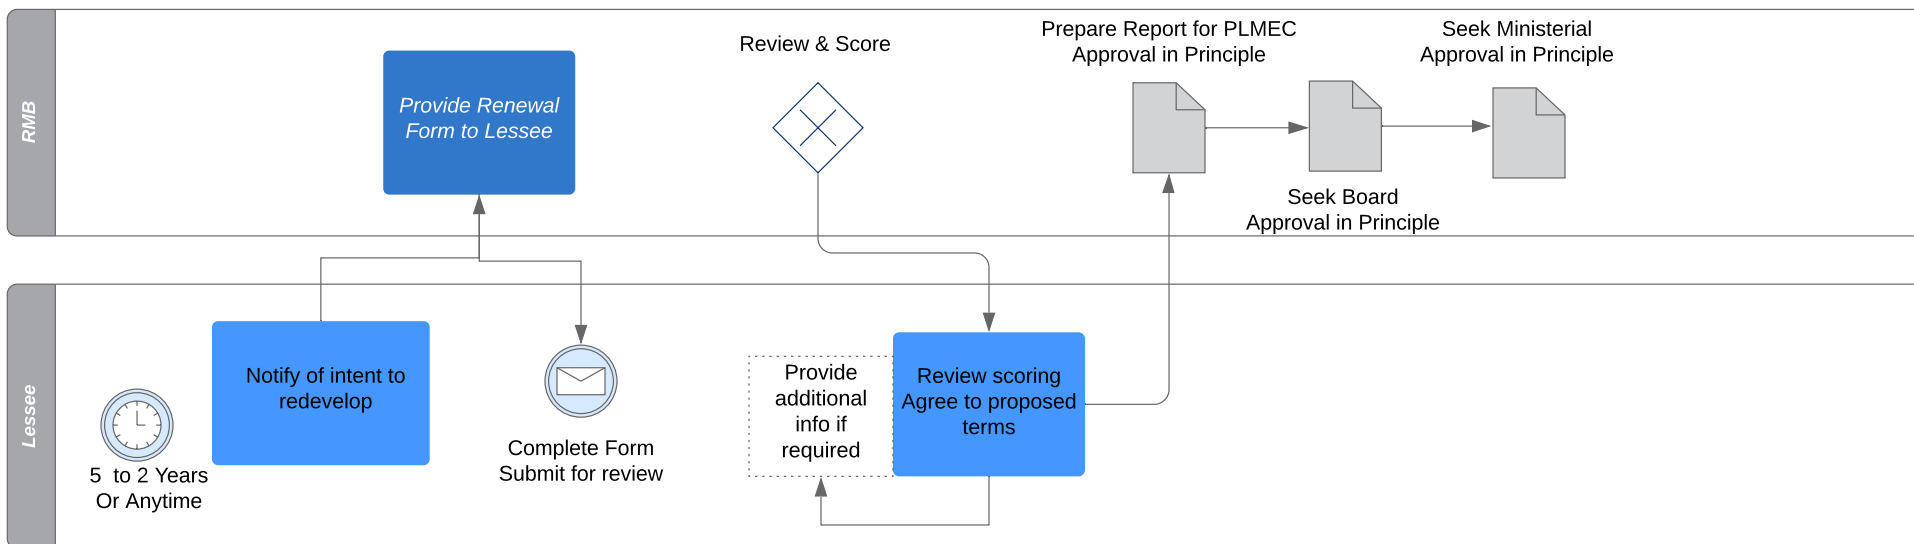 RMB
Provide Renewal
Form to Lessee
Review & Score
Prepare Report for PLMEC
Approval in Principle
Seek Board
Approval in Principle
Seek Ministerial
Approval in Principle
Lessee
5  to 2 Years
Or Anytime
Notify of intent to
redevelop
Complete Form
Submit for review
Provide
additional
info if
required
Review scoring
Agree to proposed
terms